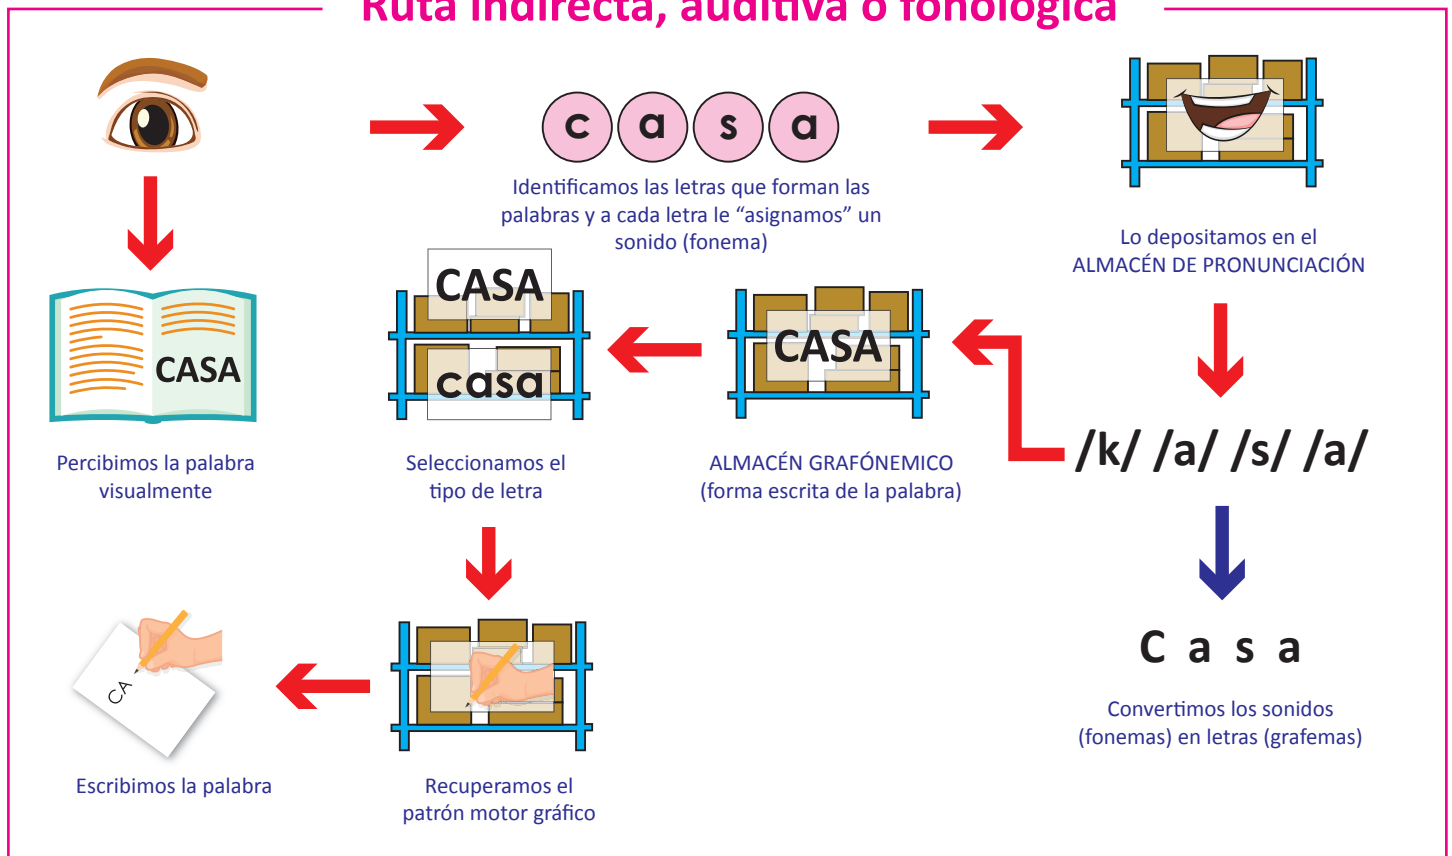 Ruta indirecta, auditiva o fonológica
c a s a
Identificamos las letras que forman las
palabras y a cada letra le “asignamos” un
sonido (fonema)
Lo depositamos en el
ALMACÉN DE PRONUNCIACIÓN
CASA
Percibimos la palabra
visualmente
CASA
casa
Seleccionamos el
tipo de letra
CASA
ALMACÉN GRAFÓNEMICO
(forma escrita de la palabra)
/k/ /a/ /s/ /a/
C a s a
Convertimos los sonidos
(fonemas) en letras (grafemas)
CA
Escribimos la palabra
Recuperamos el
patrón motor gráfico